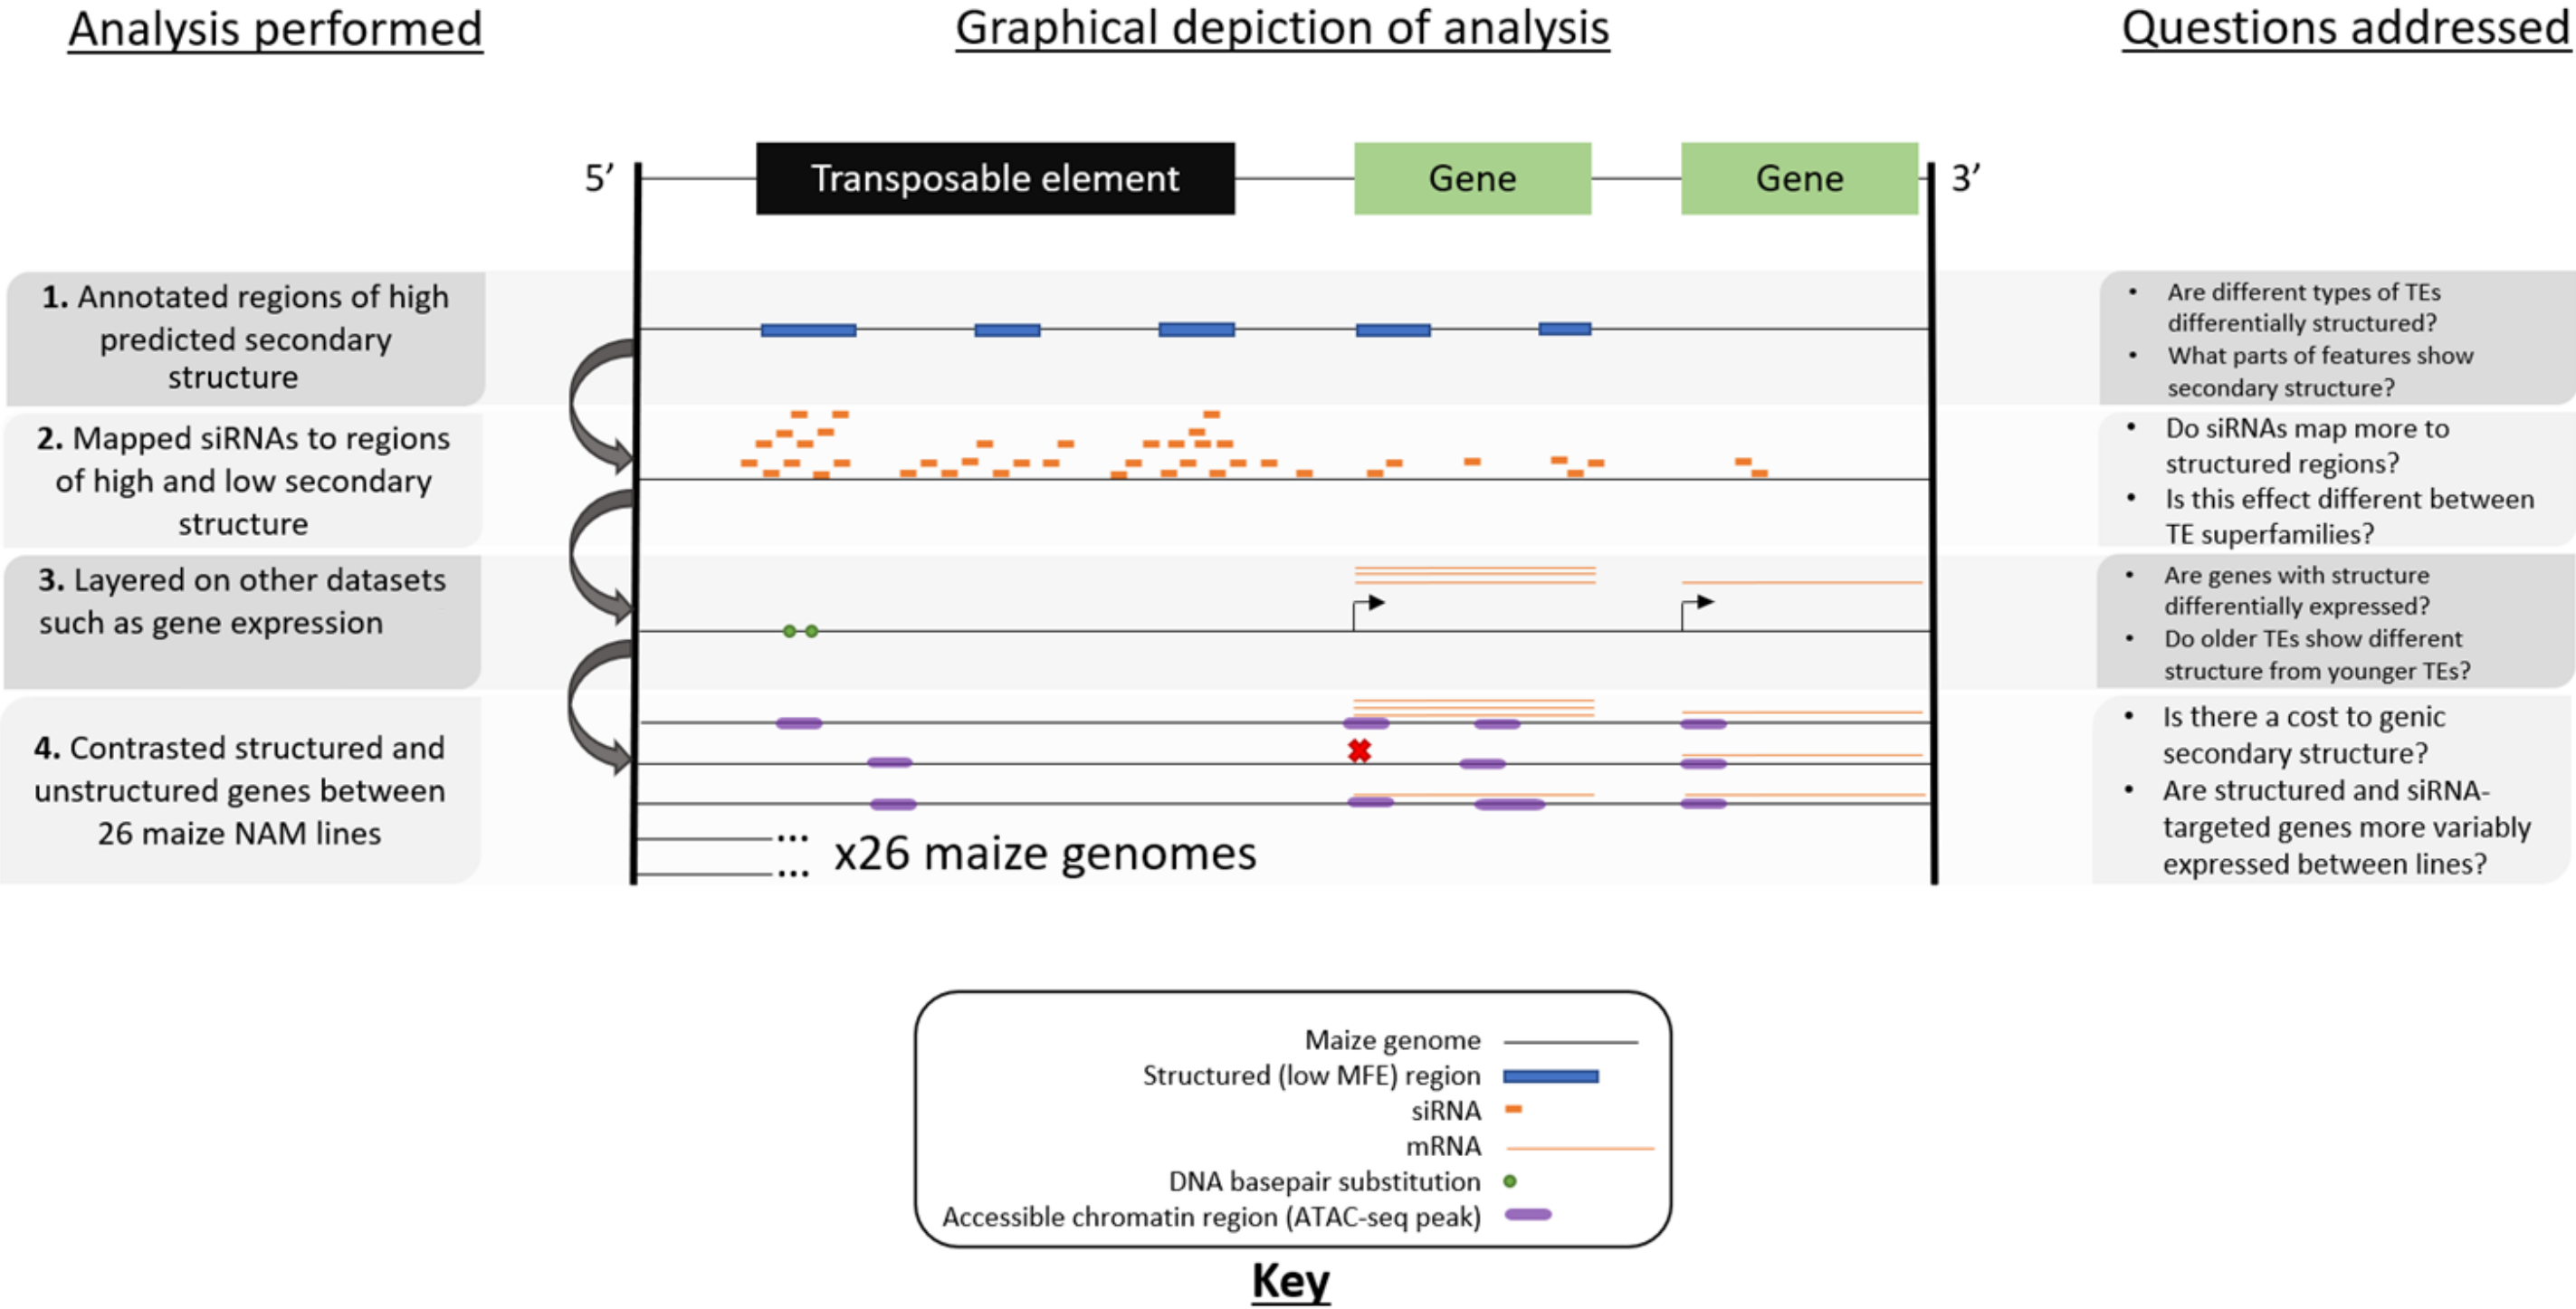 Analysis performed
Graphical depiction of analysis
Questions addressed
5’
Transposable element
Gene
Gene
3’
1. Annotated regions of high
predicted secondary
structure
• Are different types of TEs
differentially structured?
• What parts of features show
secondary structure?
2. Mapped siRNAs to regions
of high and low secondary
structure
• Do siRNAs map more to
structured regions?
• Is this effect different between
TE superfamilies?
3. Layered on other datasets
such as gene expression
• Are genes with structure
differentially expressed?
• Do older TEs show different
structure from younger TEs?
4. Contrasted structured and
unstructured genes between
26 maize NAM lines
... 
... 
x26 maize genomes
• Is there a cost to genic
secondary structure?
• Are structured and siRNA-
targeted genes more variably
expressed between lines?
Maize genome
Structured (low MFE) region
siRNA
mRNA
DNA basepair substitution
Accessible chromatin region (ATAC-seq peak)
Key